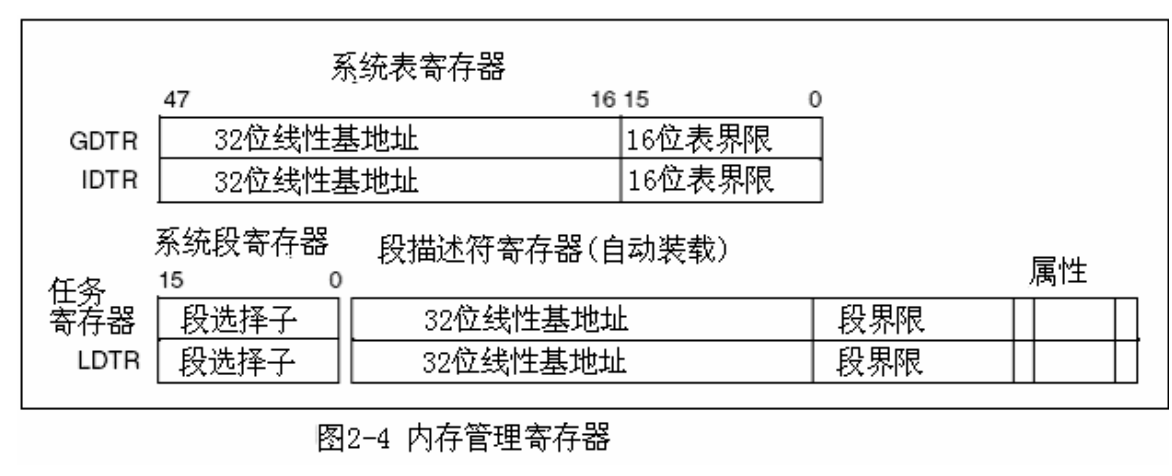 系统表寄存器
47 16 15 0
GDTR 32位线性基地址 16位表界限
IDTR 32位线性基地址 16位表界限
系统段寄存器 段描述符寄存器(自动装载)
15 0 属性
任务
寄存器 段选择子 32位线性基地址 段界限
LDTR 段选择子 32位线性基地址 段界限
图2-4 内存管理寄存器